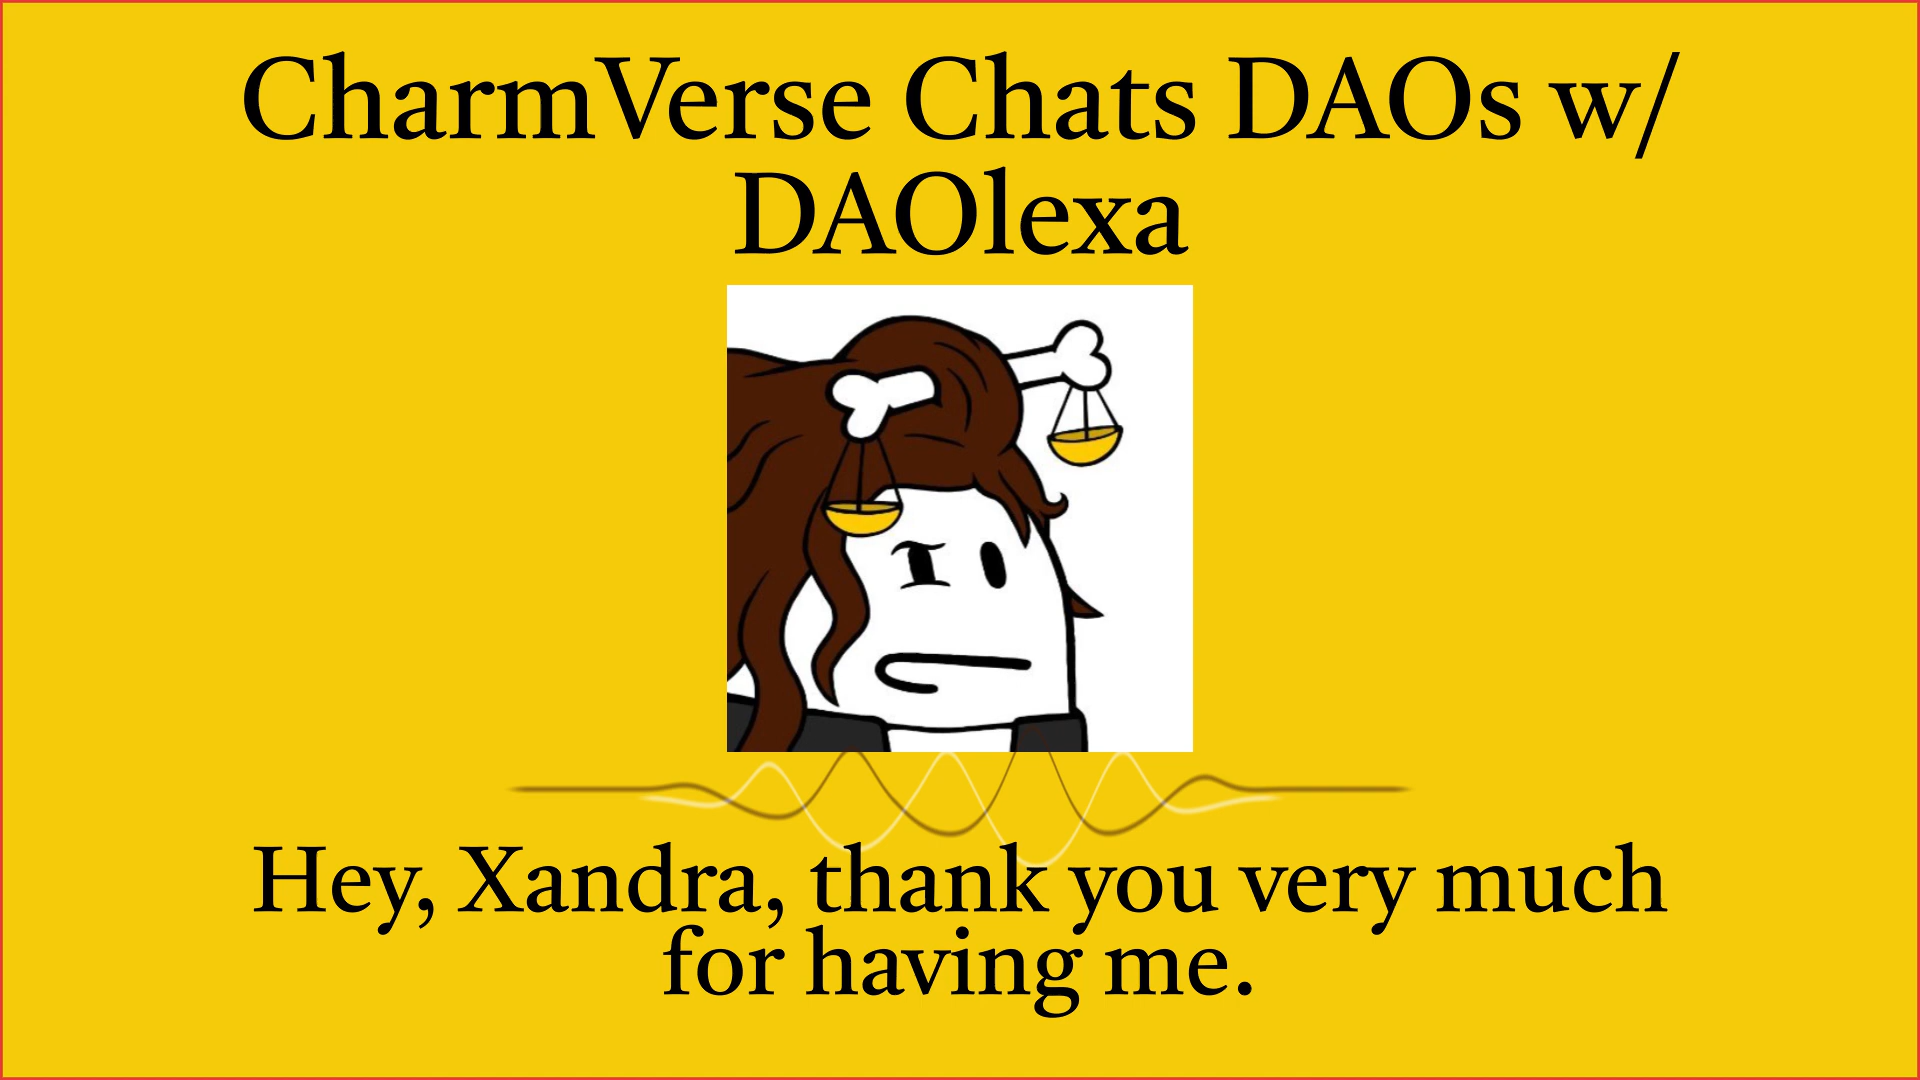 CharmVerse Chats DAOs w/
DAOlexa
Hey, Xandra, thank you very much
for having me.